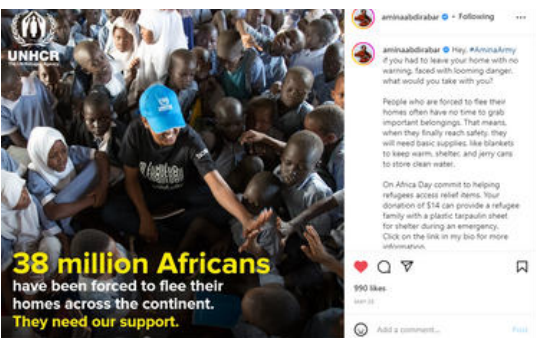 UNHCR
The UN Refugee Agency
38 million Africans
have been forced to flee their
homes across the continent.
They need our support.
aminaabdirabar • Following
aminaabdirabar Hey, #AminaArmy
if you had to leave your home with no
warning, faced with looming danger,
what would you take with you?
People who are forced to flee their
homes often have no time to grab
important belongings. That means,
when they finally reach safety, they
will need basic supplies, like blankets
to keep warm, shelter, and jerry cans
to store clean water.
On Africa Day commit to helping
refugees access relief items. Your
donation of $14 can provide a refugee
family with a plastic tarpaulin sheet
for shelter during an emergency.
Click on the link in my bio for more
information.
990 likes
MAY 25
Add a comment...
Post